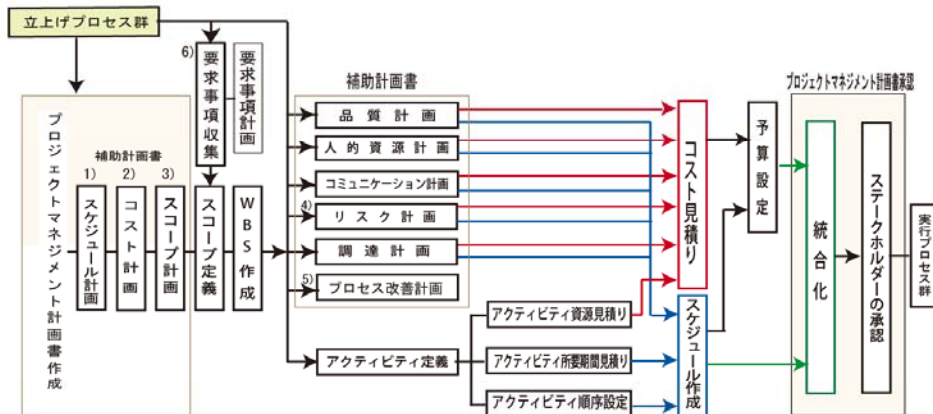 立上げプロセス群
プロジェクトマネジメント計画書作成
補助計画書
1)
スケジュール計画
2)
コスト計画
3)
スコープ計画
6)
要求事項収集
要求事項計画
スコープ定義
WBS作成
補助計画書
品質計画
人的資源計画
コミュニケーション計画
4)
リスク計画
調達計画
5)
プロセス改善計画
アクティビティ定義
アクティビティ資源見積り
アクティビティ所要期間見積り
アクティビティ順序設定
コスト見積り
スケジュール作成
予算設定
プロジェクトマネジメント計画書承認
統合化
ステークホルダーの承認
実行プロセス群